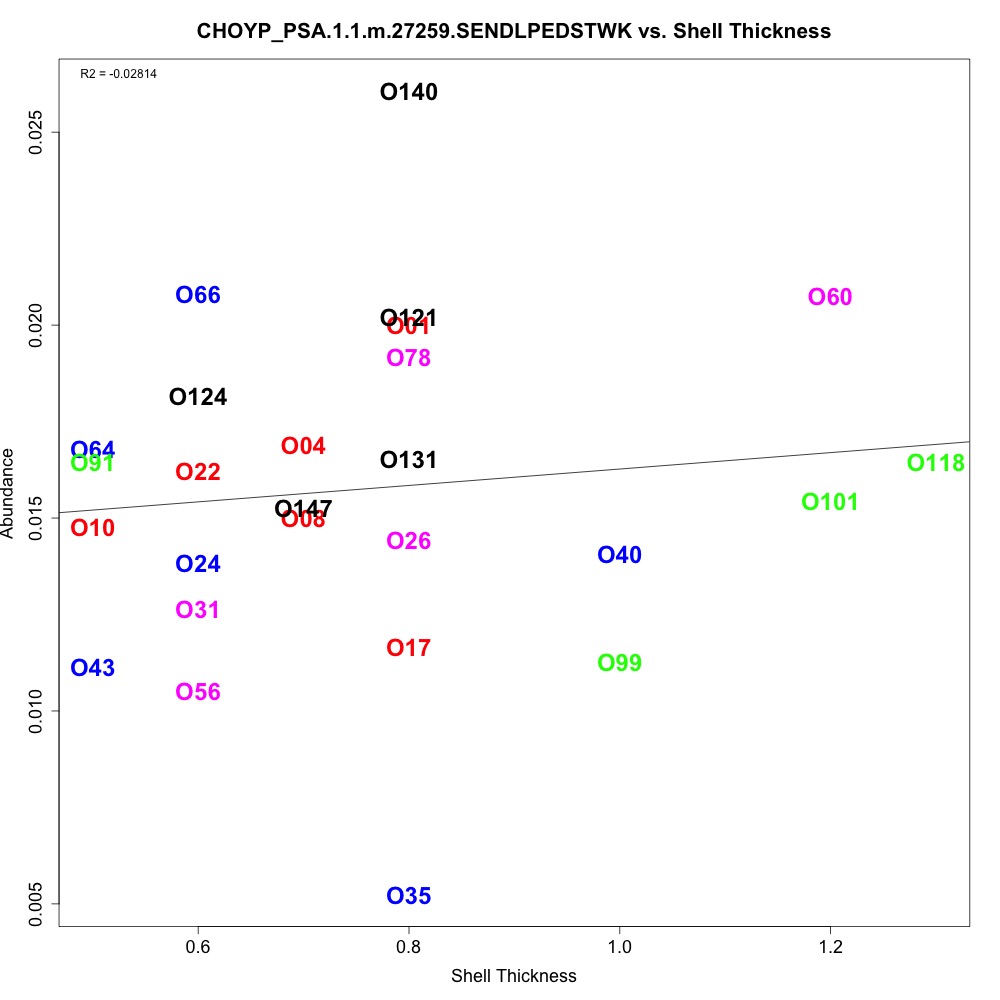 CHOYP_PSA.1.1.m.27259.SENDLPEDSTWK vs. Shell Thickness
R2 = -0.02814
O140
0.025
O66
O60
O121
0.020
O01
O78
O124
O04
O64
O131
O91
O118
O22
O101
O147
0.015
O08
O10
O26
O40
O24
O31
O17
O99
O43
O56
0.010
O35
0.005
Abundance
0.6 0.8 1.0 1.2
Shell Thickness